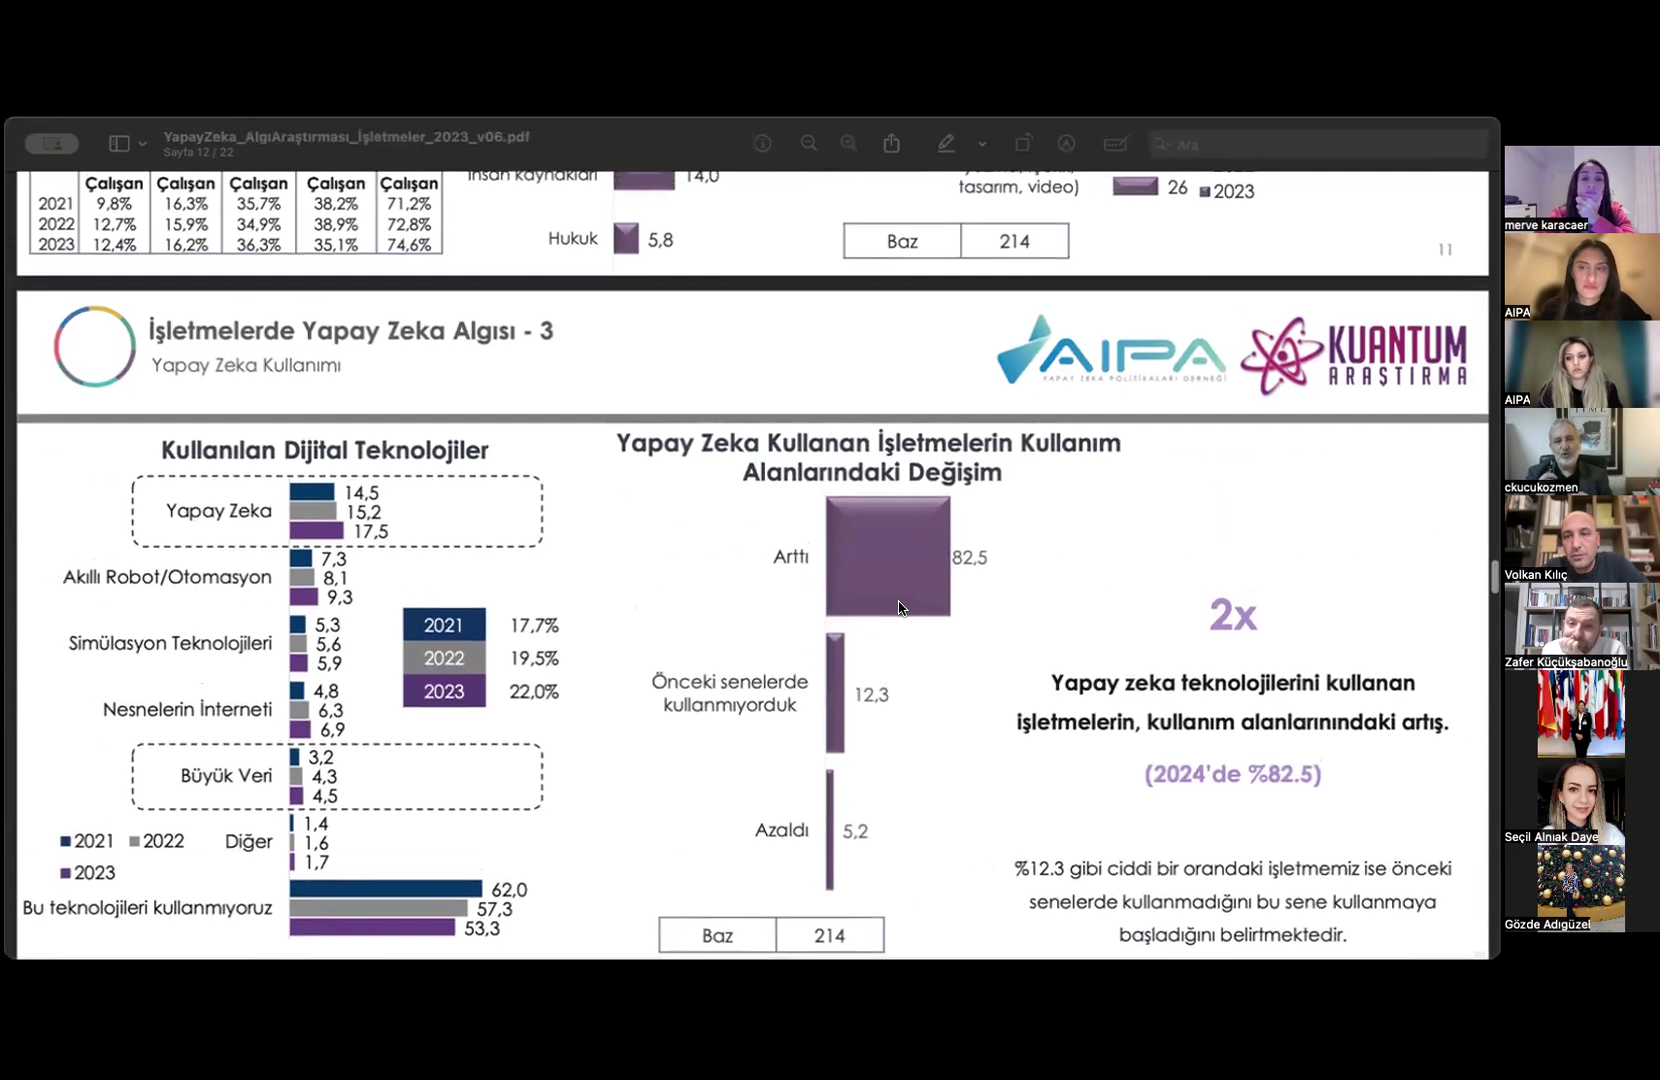 YapayZeka_AlgıAraştırması_İşletmeler_2023_v06.pdf
Sayfa 12 / 22
Ara
Çalışan Çalışan Çalışan Çalışan Çalışan
2021 9,8% 16,3% 35,7% 38,2% 71,2%
2022 12,7% 15,9% 34,9% 38,9% 72,8%
2023 12,4% 16,2% 36,3% 35,1% 74,6%
İnsan kaynakları 14,0
Hukuk 5,8
tasarım, video) 26
2023
Baz 214
11
İşletmelerde Yapay Zeka Algısı - 3
Yapay Zeka Kullanımı
AIPA
YAPAY ZEKA POLİTİKALARI DERNEĞİ
KUANTUM
ARAŞTIRMA
Kullanılan Dijital Teknolojiler
Yapay Zeka 14,5
15,2
17,5
Akıllı Robot/Otomasyon 7,3
8,1
9,3
Simülasyon Teknolojileri 5,3
5,6
5,9
Nesnelerin İnterneti 4,8
6,3
6,9
Büyük Veri 3,2
4,3
4,5
Diğer 1,4
1,6
1,7
Bu teknolojileri kullanmıyoruz 62,0
57,3
53,3
2021 2022
2023
2021 17,7%
2022 19,5%
2023 22,0%
Yapay Zeka Kullanan İşletmelerin Kullanım
Alanlarındaki Değişim
Arttı 82,5
Önceki senelerde
kullanmıyorduk 12,3
Azaldı 5,2
Baz 214
2x
Yapay zeka teknolojilerini kullanan
işletmelerin, kullanım alanlarınındaki artış.
(2024'de %82.5)
%12.3 gibi ciddi bir orandaki işletmemiz ise önceki
senelerde kullanmadığını bu sene kullanmaya
başladığını belirtmektedir.
merve karacaer
AIPA
AIPA
ckucukozmen
Volkan Kılıç
Zafer Küçükşabanoğlu
Seçil Alnıak Daye
Gözde Adıgüzel